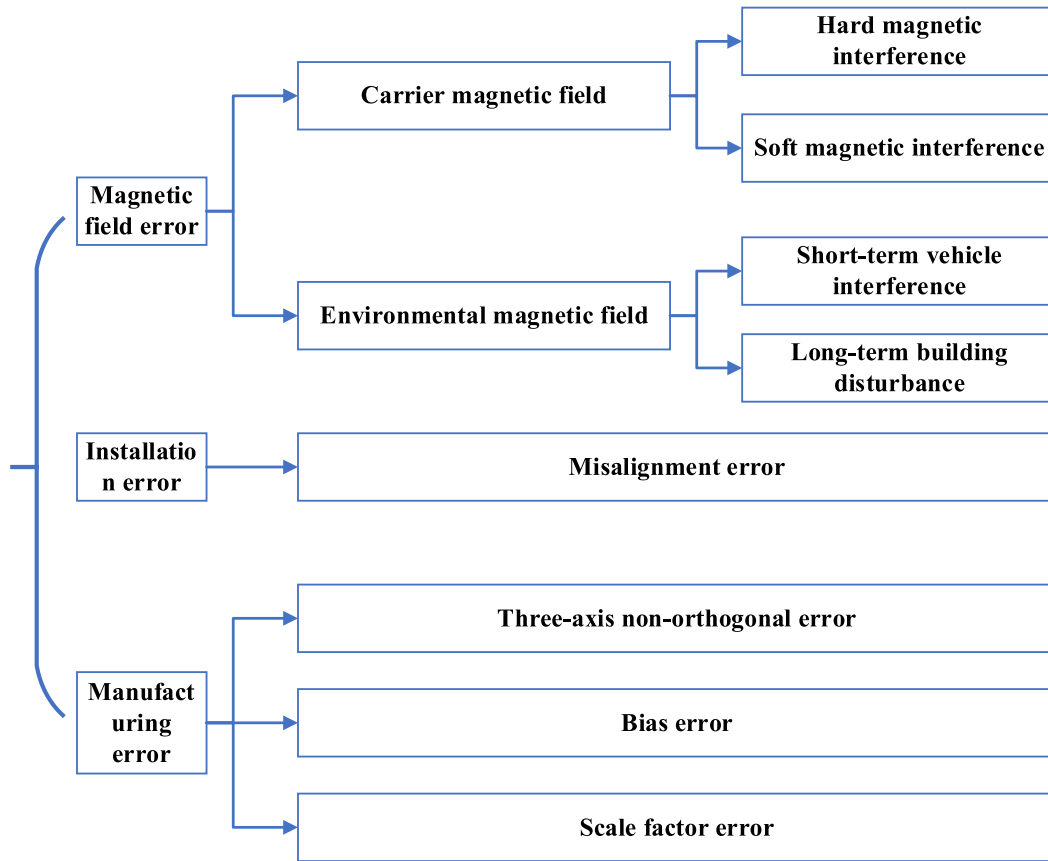 Hard magnetic
interference
Carrier magnetic field
Soft magnetic interference
Magnetic
field error
Short-term vehicle
interference
Environmental magnetic field
Long-term building
disturbance
Installatio
n error
Misalignment error
Three-axis non-orthogonal error
Manufact
uring
error
Bias error
Scale factor error